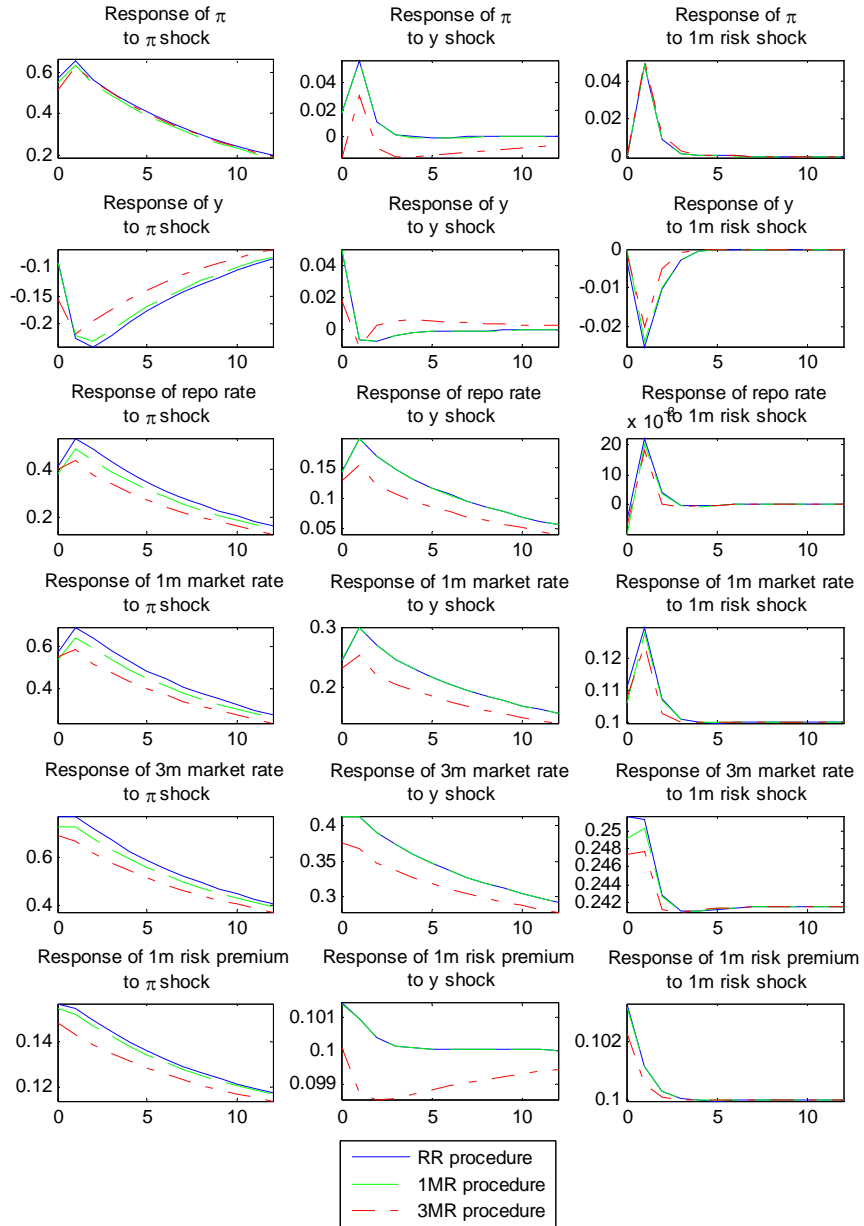 Response of π
to π shock
Response of π
to y shock
Response of π
to 1m risk shock
0.6
0.4
0.2
0 5 10
0.04
0.02
0
0 5 10
0.04
0.02
0
0 5 10
Response of y
to π shock
Response of y
to y shock
Response of y
to 1m risk shock
-0.1
-0.15
-0.2
0 5 10
0.04
0.02
0
0 5 10
0
-0.01
-0.02
0 5 10
Response of repo rate
to π shock
Response of repo rate
to y shock
Response of repo rate
to 1m risk shock
0.4
0.2
0 5 10
0.15
0.1
0.05
0 5 10
20
10
0
0 5 10
Response of 1m market rate
to π shock
Response of 1m market rate
to y shock
Response of 1m market rate
to 1m risk shock
0.6
0.4
0 5 10
0.3
0.2
0 5 10
0.12
0.11
0.1
0 5 10
Response of 3m market rate
to π shock
Response of 3m market rate
to y shock
Response of 3m market rate
to 1m risk shock
0.6
0.4
0 5 10
0.4
0.35
0.3
0 5 10
0.25
0.248
0.246
0.244
0.242
0.241
0 5 10
Response of 1m risk premium
to π shock
Response of 1m risk premium
to y shock
Response of 1m risk premium
to 1m risk shock
0.14
0.12
0 5 10
0.101
0.1
0.099
0 5 10
0.102
0.1
0 5 10
RR procedure
1MR procedure
3MR procedure